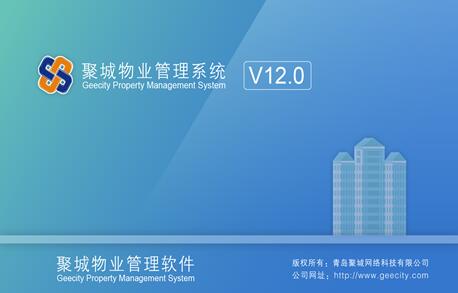 聚城物业管理系统
Geecity Property Management System
V12.0
聚城物业管理软件
Geecity Property Management System
版权所有：青岛聚城网络科技有限公司
公司网址：http://www.geecity.com